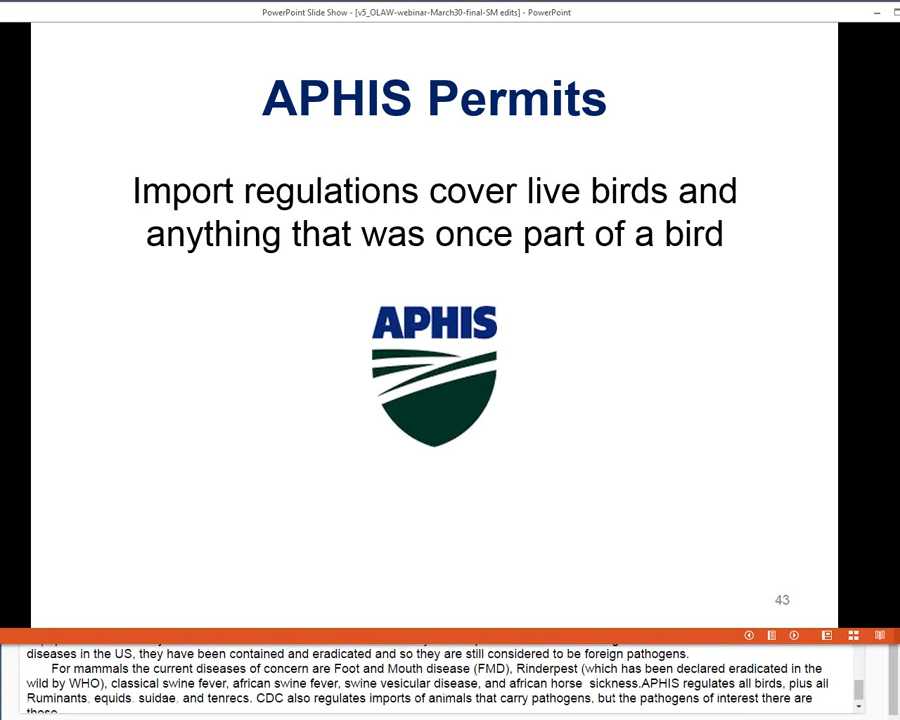 PowerPoint Slide Show - [v5_OLAW-webinar-March30-final-SM edits] - PowerPoint
APHIS Permits
Import regulations cover live birds and
anything that was once part of a bird
APHIS
43
diseases in the US, they have been contained and eradicated and so they are still considered to be foreign pathogens.
For mammals the current diseases of concern are Foot and Mouth disease (FMD), Rinderpest (which has been declared eradicated in the
wild by WHO), classical swine fever, african swine fever, swine vesicular disease, and african horse sickness.APHIS regulates all birds, plus all
Ruminants, equids, suidae, and tenrecs. CDC also regulates imports of animals that carry pathogens, but the pathogens of interest there are
those